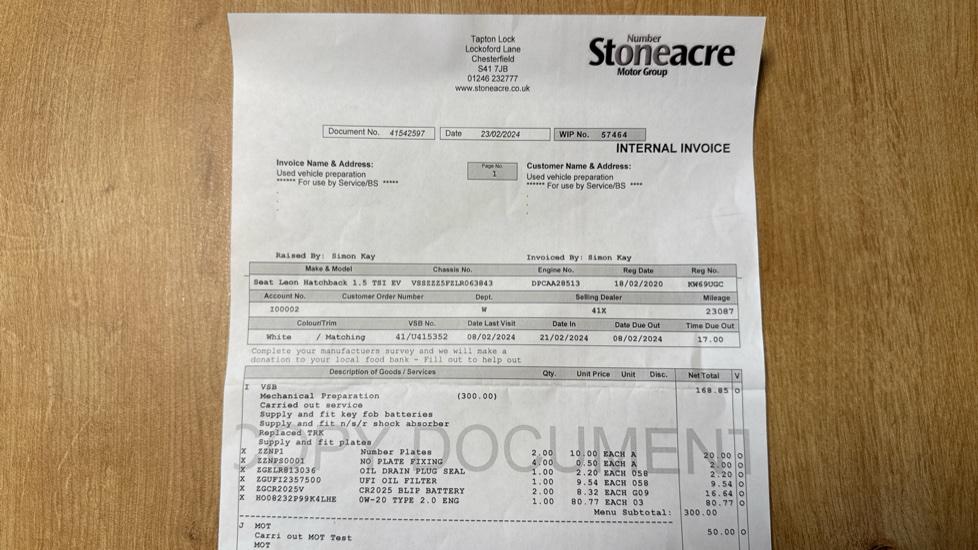 Tapton Lock
Lockoford Lane
Chesterfield
S41 7JB
01246 232777
www.stoneacre.co.uk
Number
Stoneacre
Motor Group
Document No. 41542597 Date 23/02/2024 WIP No. 57464
INTERNAL INVOICE
Invoice Name & Address:
Used vehicle preparation
****** For use by Service/BS *****
Page No.
1
Customer Name & Address:
Used vehicle preparation
****** For use by Service/BS ****
Raised By: Simon Kay Invoiced By: Simon Kay
Make & Model Chassis No. Engine No. Reg Date Reg No.
Seat Leon Hatchback 1.5 TSI EV VSSZZZ5FZLR063843 DPCAA28513 18/02/2020 KW69UGC
Account No. Customer Order Number Dept. Selling Dealer Mileage
I00002 W 41X 23087
Colour/Trim VSB No. Date Last Visit Date In Date Due Out Time Due Out
White / Matching 41/U415352 08/02/2024 21/02/2024 08/02/2024 17.00
Complete your manufactuers survey and we will make a
donation to your local food bank - Fill out to help out
Description of Goods / Services Qty. Unit Price Unit Disc. Net Total V
I VSB 168.85 O
Mechanical Preparation (300.00)
Carried out service
Supply and fit key fob batteries
Supply and fit n/s/r shock absorber
Replaced TRK
Supply and fit plates
X ZZNP1 Number Plates 2.00 10.00 EACH A 20.00 O
X ZZNPS0001 NO PLATE FIXING 4.00 0.50 EACH A 2.00 O
X ZGELR813036 OIL DRAIN PLUG SEAL 1.00 2.20 EACH 058 2.20 O
X ZGUFI2357500 UFI OIL FILTER 1.00 9.54 EACH 058 9.54 O
X ZGCR2025V CR2025 BLIP BATTERY 2.00 8.32 EACH G09 16.64 O
X HO08232P99K4LHE 0W-20 TYPE 2.0 ENG 1.00 80.77 EACH 03 80.77 O
Menu Subtotal: 300.00
COPY DOCUMENT
J MOT 50.00 O
Carri out MOT Test
MOT